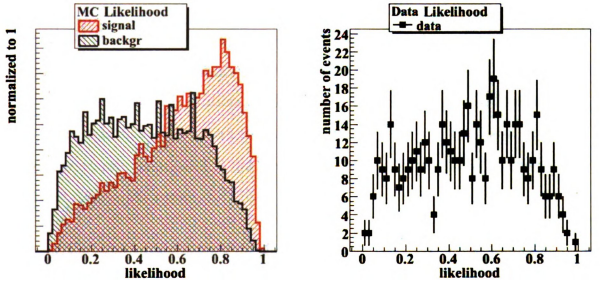 MC Likelihood
signal
backgr
normalized to 1
0 0.2 0.4 0.6 0.8 1
likelihood
Data Likelihood
data
number of events
24
22
20
18
16
14
12
10
8
6
4
2
0
0 0.2 0.4 0.6 0.8 1
likelihood